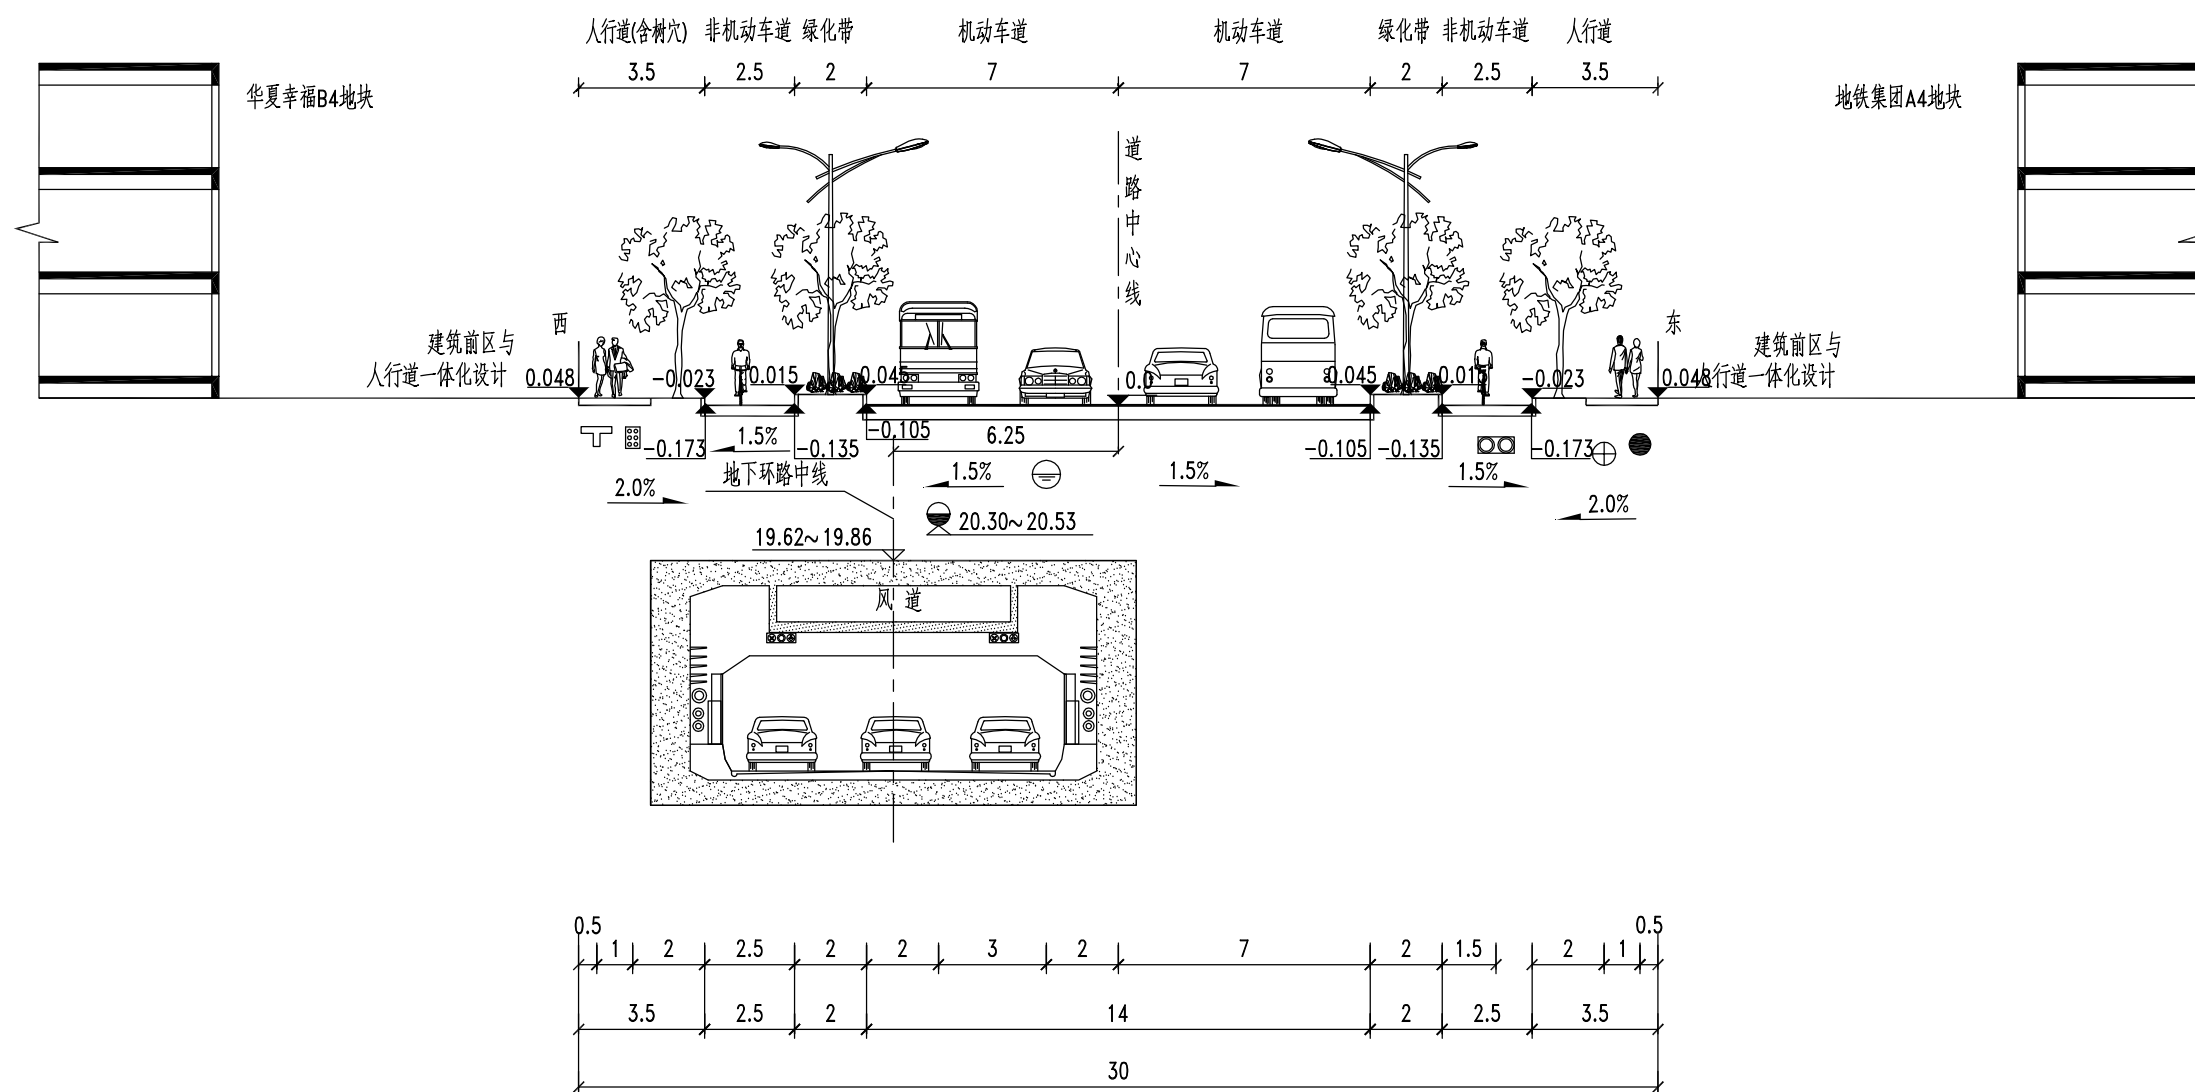 人行道(含树穴) 非机动车道 绿化带 机动车道 机动车道 绿化带 非机动车道 人行道
3.5 2.5 2 7 7 2 2.5 3.5
华夏幸福B4地块
地铁集团A4地块
道路中心线
西
东
建筑前区与
人行道一体化设计
建筑前区与
人行道一体化设计
0.048 -0.023 0.015 0.045 0.0 0.045 0.015 -0.023 0.048
-0.173 -0.135 -0.105 6.25 -0.105 -0.135 -0.173
1.5%
地下环路中线
1.5% 1.5% 1.5%
2.0% 2.0%
20.30~20.53
19.62~19.86
风 道
0.5 0.5
1 2 2.5 2 2 3 2 7 2 1.5 2 1
3.5 2.5 2 14 2 2.5 3.5
30